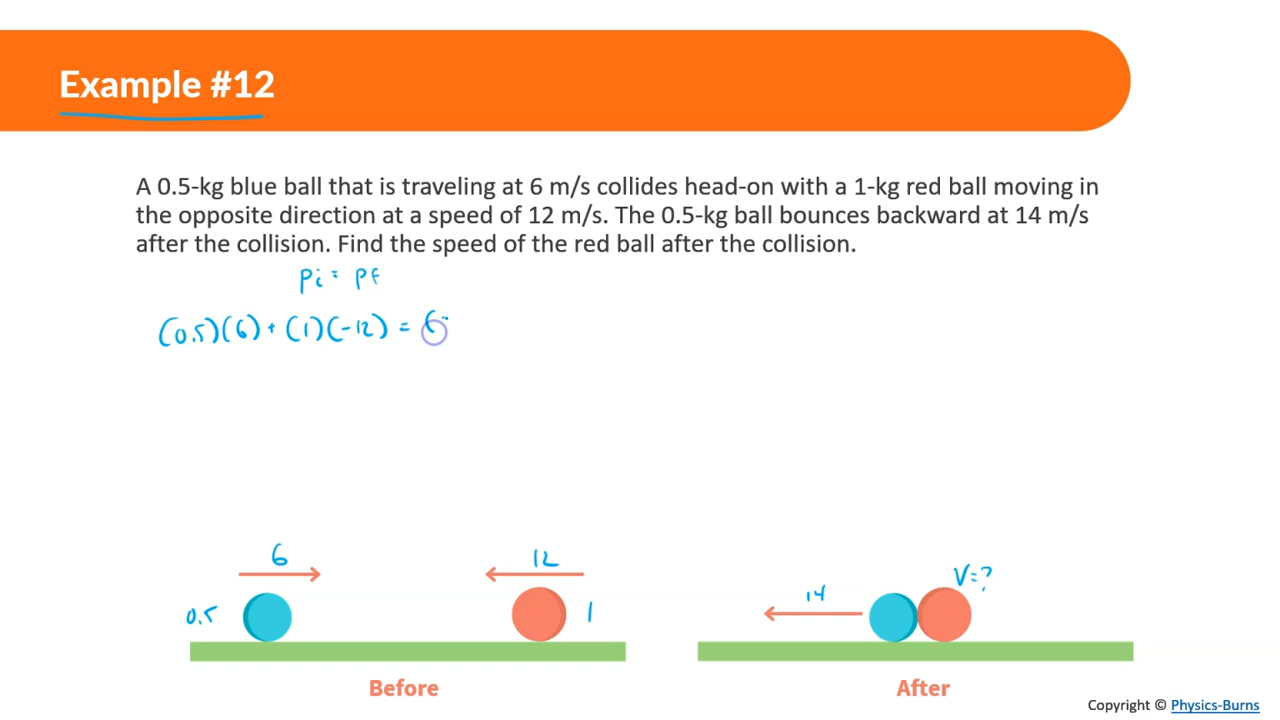 Example #12
A 0.5-kg blue ball that is traveling at 6 m/s collides head-on with a 1-kg red ball moving in
the opposite direction at a speed of 12 m/s. The 0.5-kg ball bounces backward at 14 m/s
after the collision. Find the speed of the red ball after the collision.
Pi = Pf
(0.5)(6) + (1)(-12) = (
6
12
V=?
14
0.5
1
Before
After
Copyright © Physics-Burns